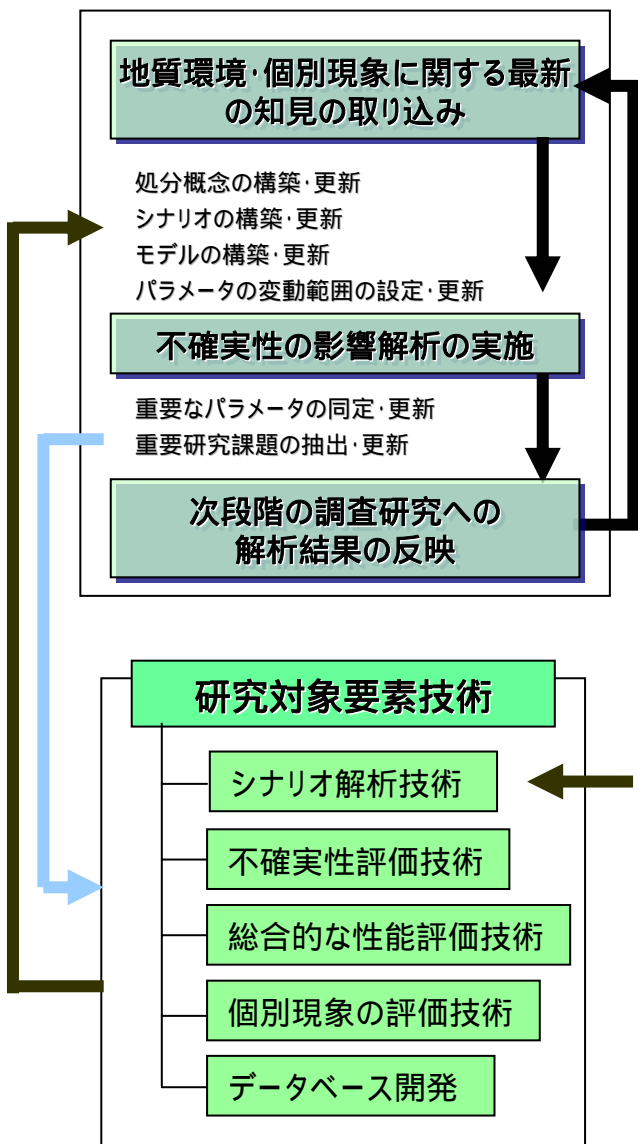 地質環境・個別現象に関する最新
の知見の取り込み
処分概念の構築・更新
シナリオの構築・更新
モデルの構築・更新
パラメータの変動範囲の設定・更新
不確実性の影響解析の実施
重要なパラメータの同定・更新
重要研究課題の抽出・更新
次段階の調査研究への
解析結果の反映
研究対象要素技術
シナリオ解析技術
不確実性評価技術
総合的な性能評価技術
個別現象の評価技術
データベース開発